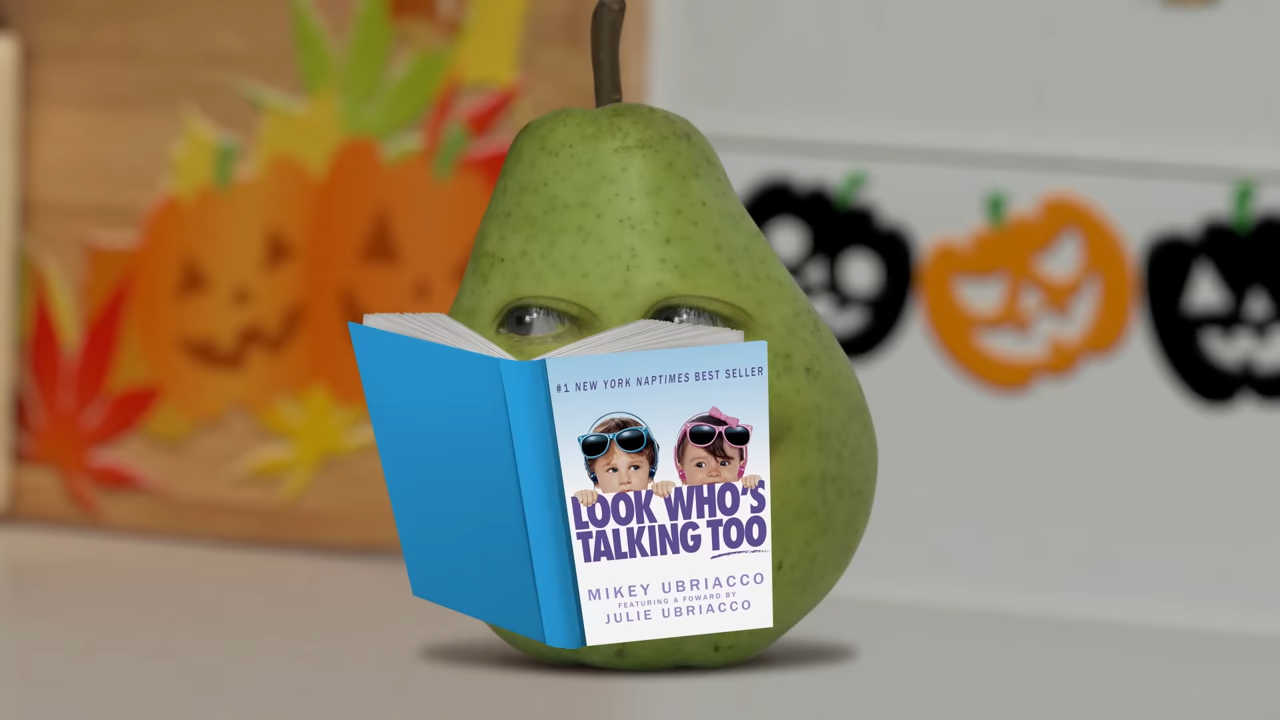 #1 NEW YORK NAPTIMES BEST SELLER
LOOK WHO'S
TALKING TOO
MIKEY UBRIACCO
FEATURING A FOWARD BY
JULIE UBRIACCO